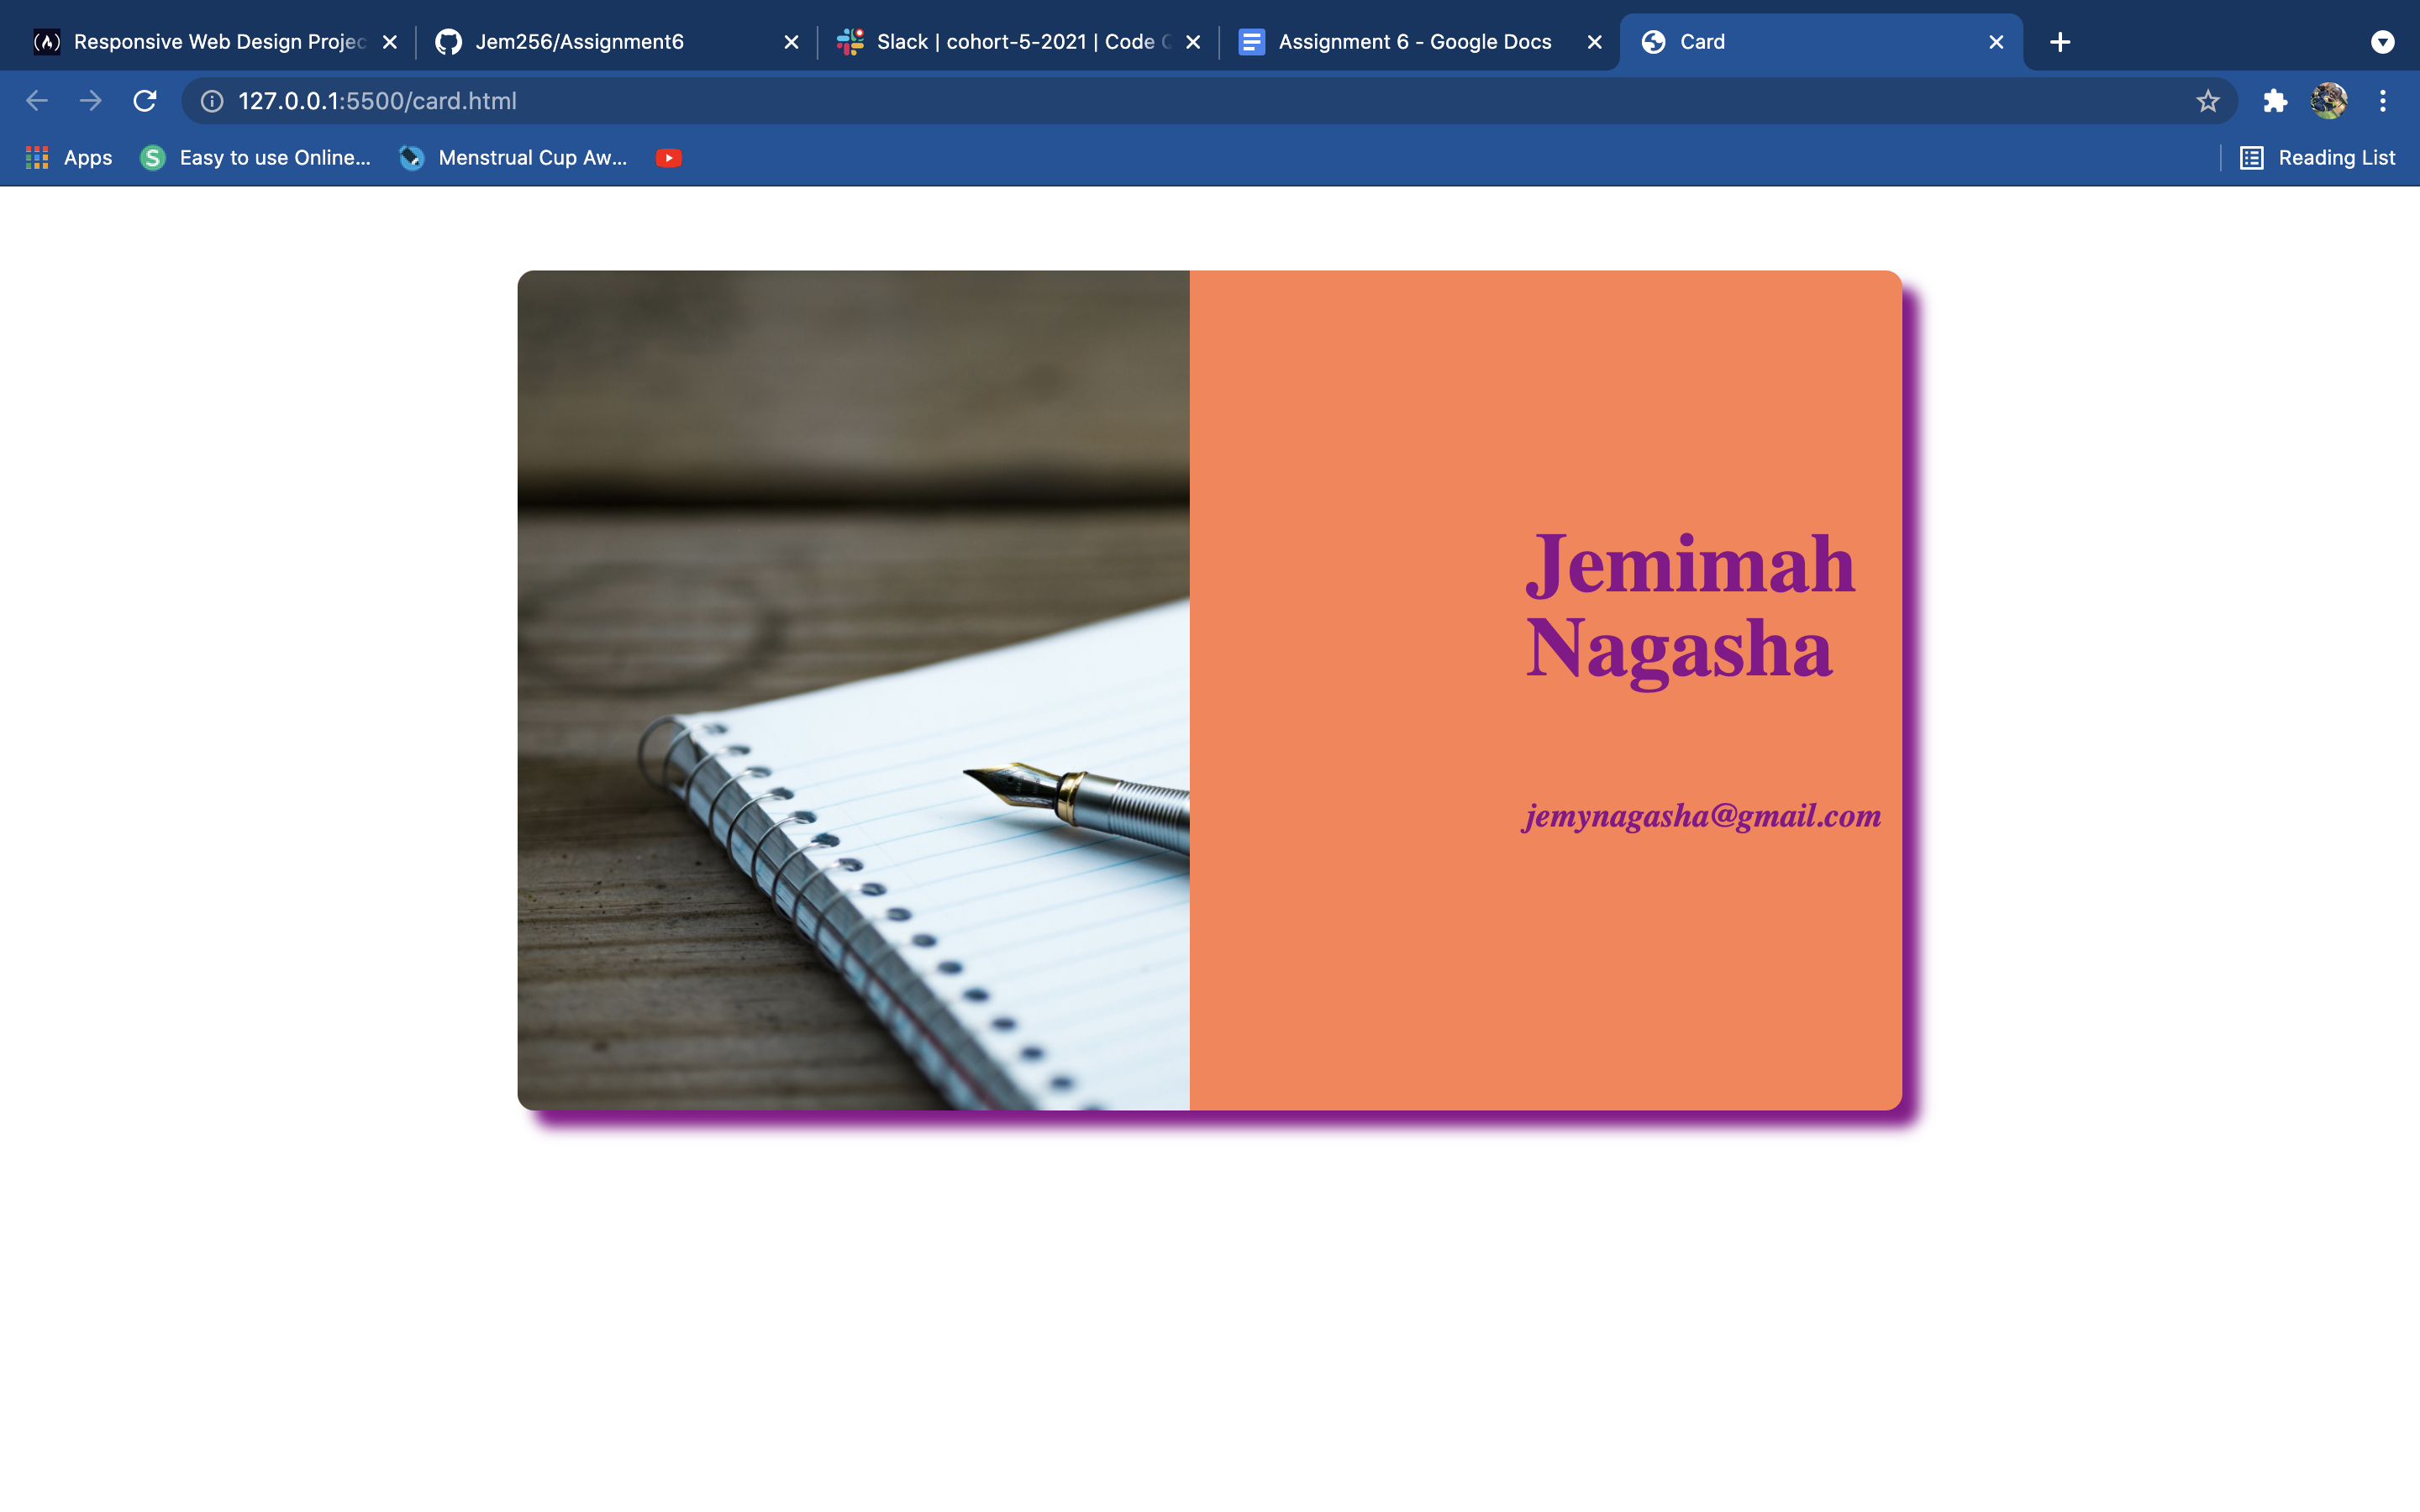 Responsive Web Design Projec
Jem256/Assignment6
Slack | cohort-5-2021 | Code
Assignment 6 - Google Docs
Card
127.0.0.1:5500/card.html
Apps
Easy to use Online...
Menstrual Cup Aw...
Reading List
Jemimah
Nagasha
jemynagasha@gmail.com